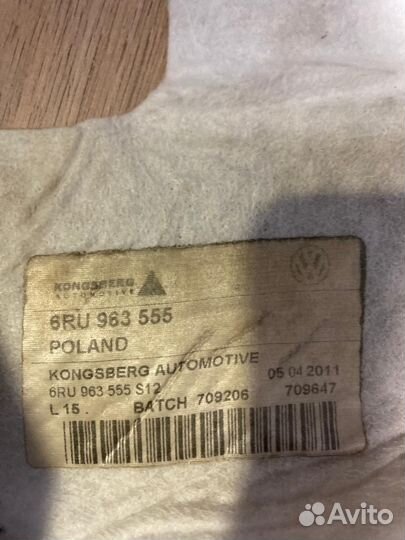 KONGSBERG
AUTOMOTIVE
6RU 963 555
POLAND
KONGSBERG AUTOMOTIVE
6RU 963 555 S12 05 04 2011
L 15 . BATCH 709206 709647
Avito